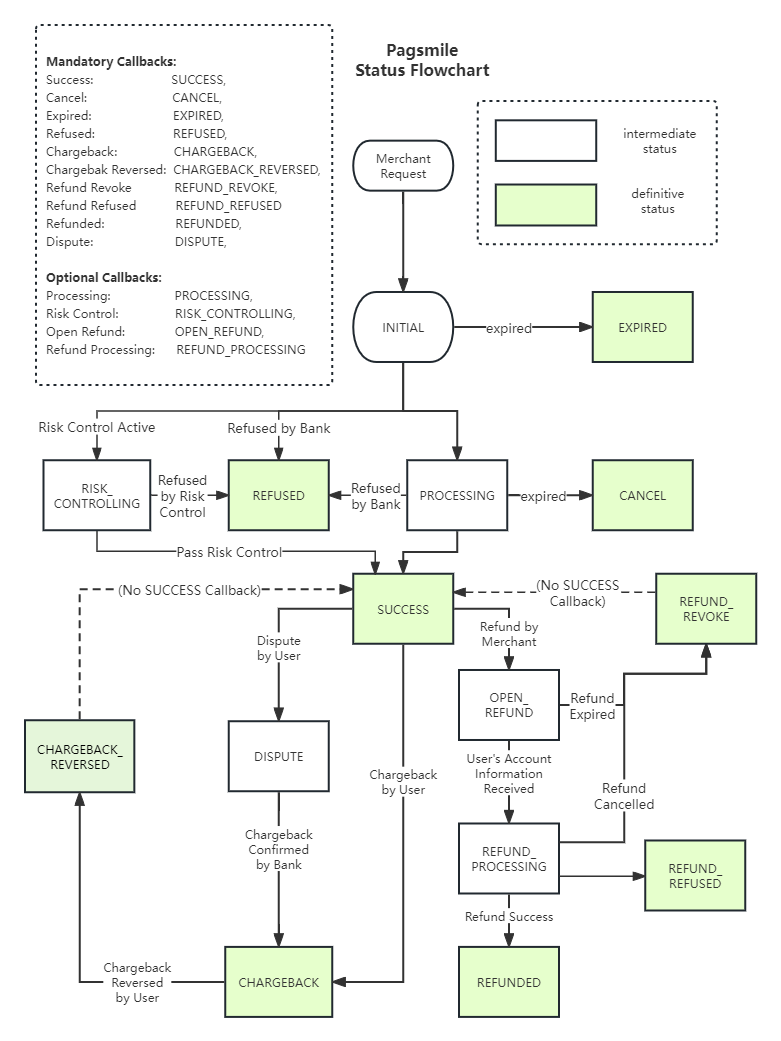 Pagsmile
Status Flowchart
Mandatory Callbacks:
Success: SUCCESS,
Cancel: CANCEL,
Expired: EXPIRED,
Refused: REFUSED,
Chargeback: CHARGEBACK,
Chargebak Reversed: CHARGEBACK_REVERSED,
Refund Revoke REFUND_REVOKE,
Refund Refused REFUND_REFUSED
Refunded: REFUNDED,
Dispute: DISPUTE,
Optional Callbacks:
Processing: PROCESSING,
Risk Control: RISK_CONTROLLING,
Open Refund: OPEN_REFUND,
Refund Processing: REFUND_PROCESSING
intermediate
status
definitive
status
Merchant
Request
INITIAL
expired
EXPIRED
Risk Control Active
Refused by Bank
RISK_
CONTROLLING
Refused
by Risk
Control
REFUSED
Refused
by Bank
PROCESSING
expired
CANCEL
Pass Risk Control
(No SUCCESS Callback)
SUCCESS
(No SUCCESS
Callback)
REFUND_
REVOKE
Dispute
by User
Refund by
Merchant
OPEN_
REFUND
Refund
Expired
CHARGEBACK_
REVERSED
DISPUTE
Chargeback
by User
User's Account
Information
Received
Refund
Cancelled
Chargeback
Confirmed
by Bank
REFUND_
PROCESSING
REFUND_
REFUSED
Refund Success
Chargeback
Reversed
by User
CHARGEBACK
REFUNDED